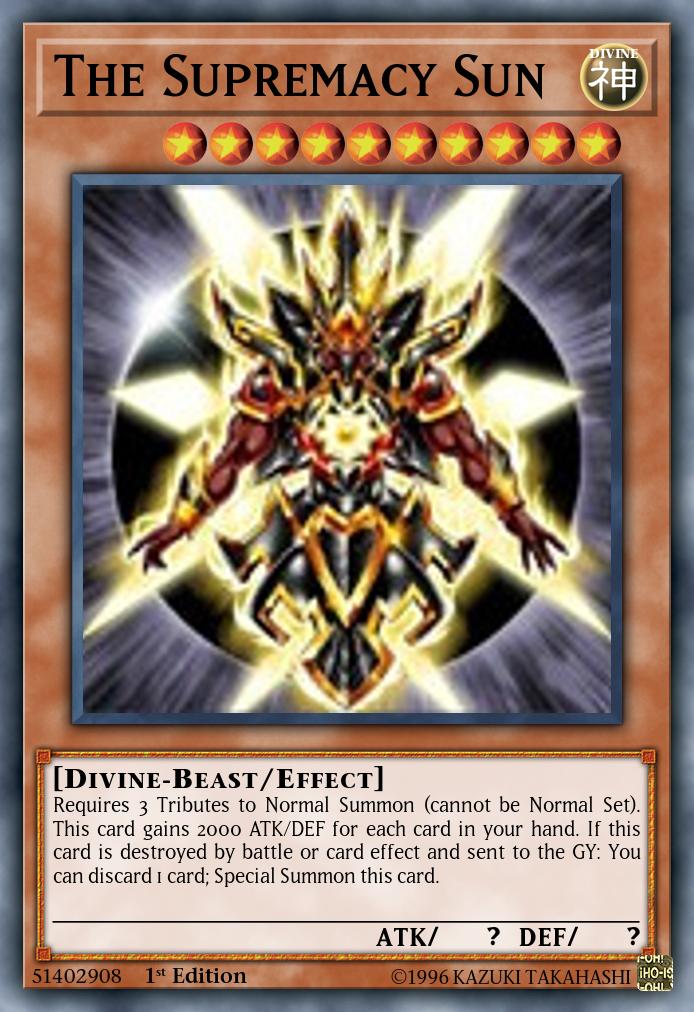 THE SUPREMACY SUN
DIVINE
神
[DIVINE-BEAST/EFFECT]
Requires 3 Tributes to Normal Summon (cannot be Normal Set).
This card gains 2000 ATK/DEF for each card in your hand. If this
card is destroyed by battle or card effect and sent to the GY: You
can discard 1 card; Special Summon this card.
ATK/ ? DEF/ ?
51402908 1st Edition ©1996 KAZUKI TAKAHASHI